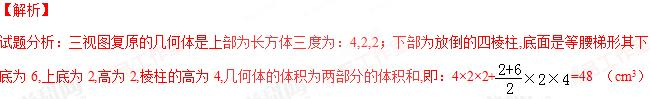 【解析】
试题分析：三视图复原的几何体是上部为长方体三度为：4,2,2；下部为放倒的四棱柱,底面是等腰梯形其下
底为 6,上底为 2,高为 2,棱柱的高为 4,几何体的体积为两部分的体积和,即：4×2×2+\frac{2+6}{2}×2×4=48 （cm³）